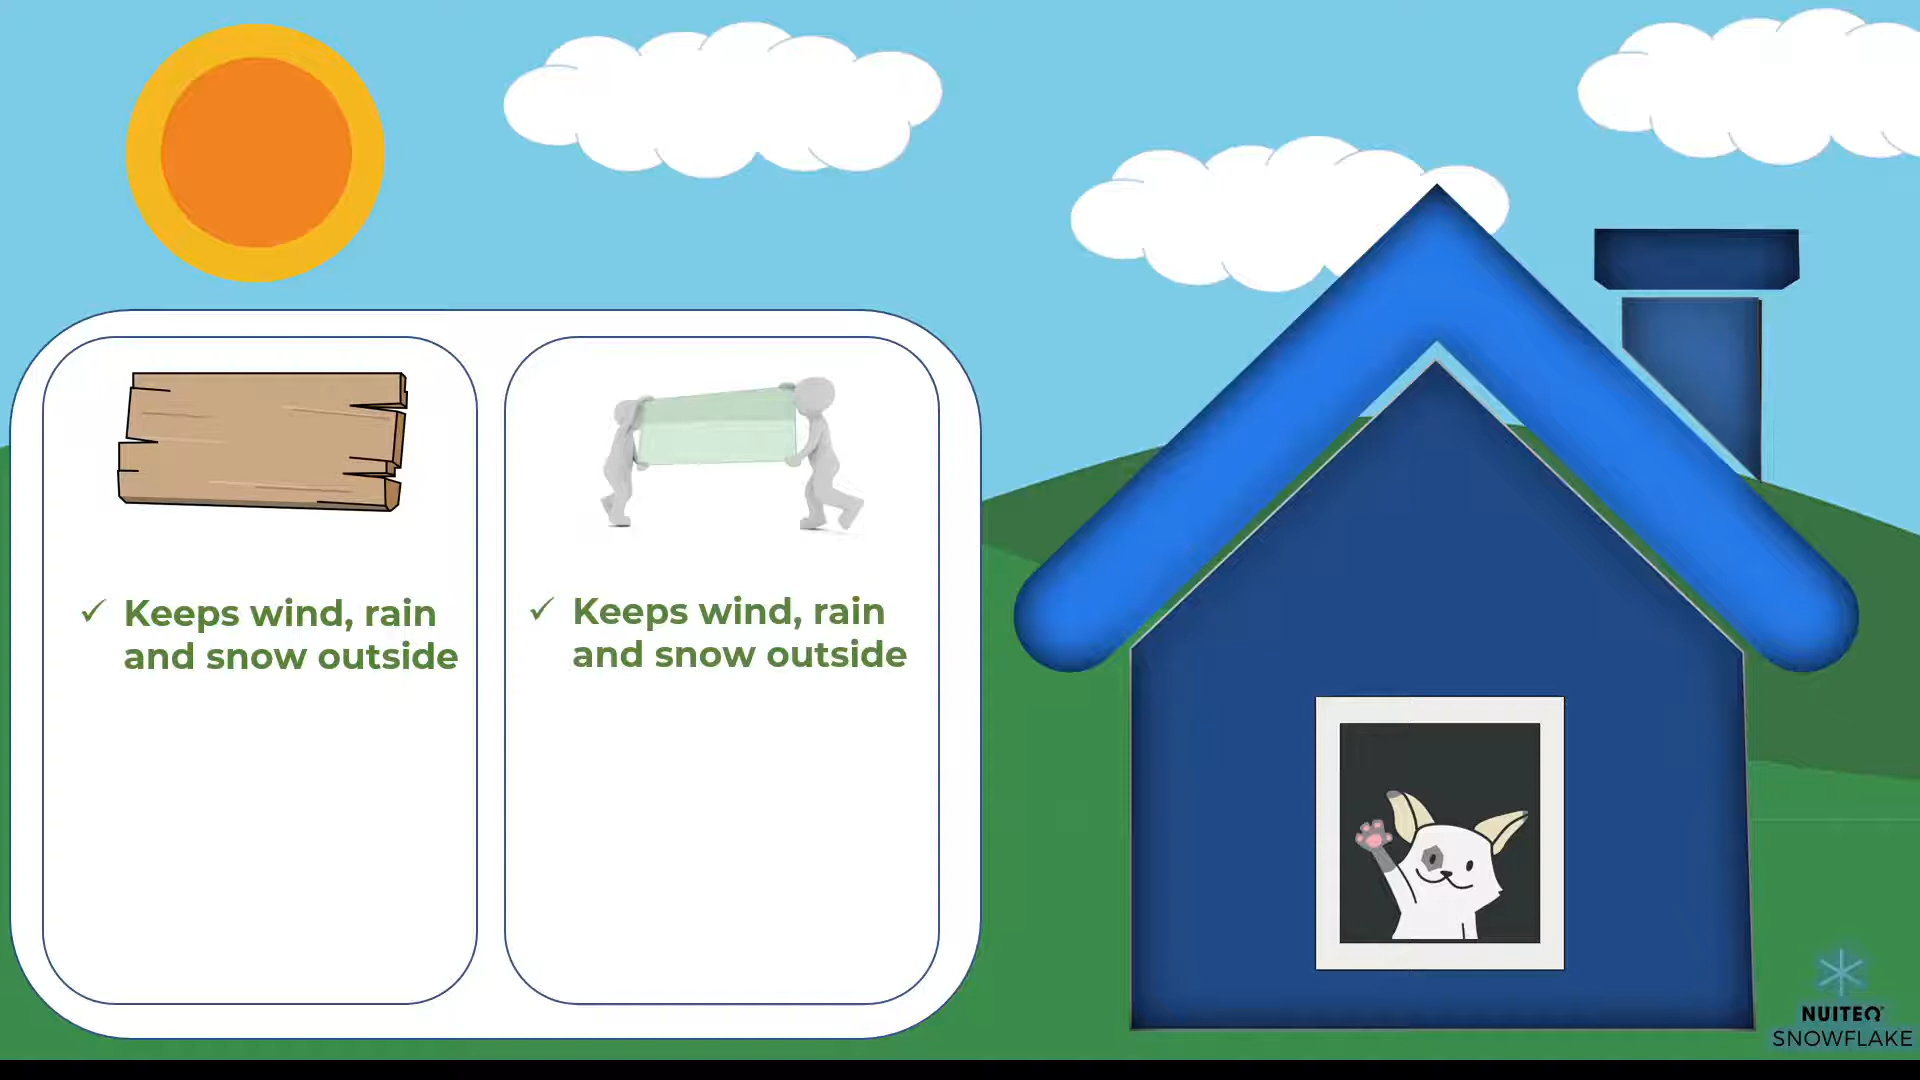 ✓ Keeps wind, rain
and snow outside
✓ Keeps wind, rain
and snow outside
NUITEQ
SNOWFLAKE